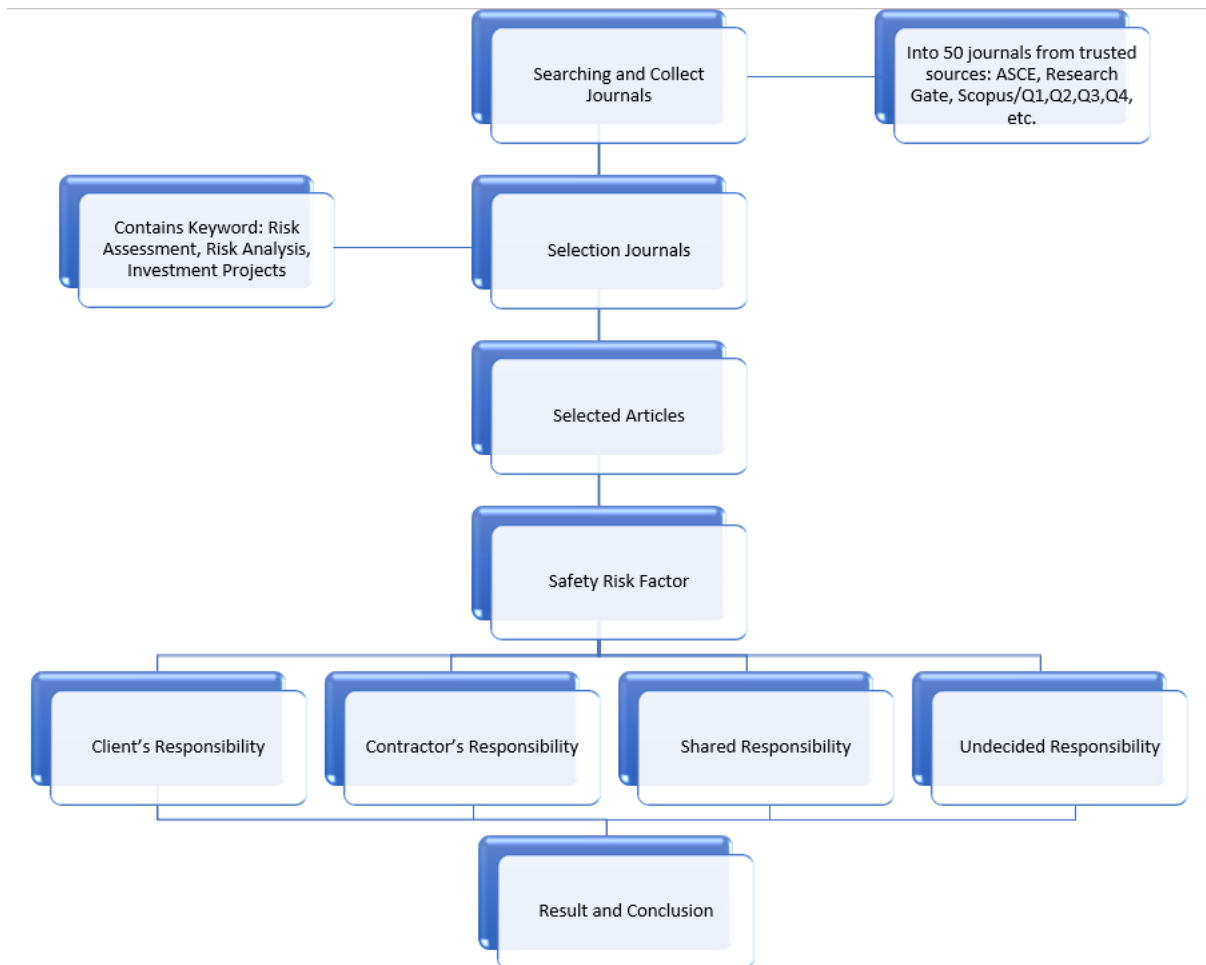 Searching and Collect
Journals
Into 50 journals from trusted
sources: ASCE, Research
Gate, Scopus/Q1,Q2,Q3,Q4,
etc.
Contains Keyword: Risk
Assessment, Risk Analysis,
Investment Projects
Selection Journals
Selected Articles
Safety Risk Factor
Client’s Responsibility
Contractor’s Responsibility
Shared Responsibility
Undecided Responsibility
Result and Conclusion